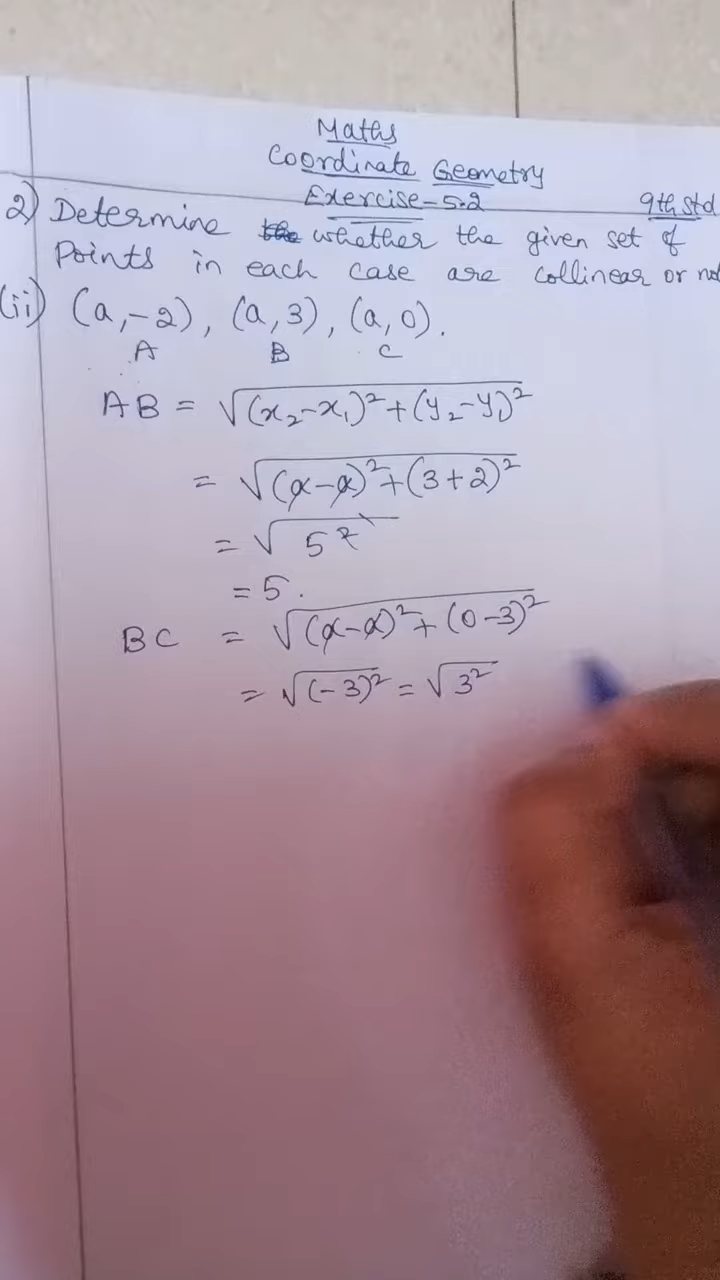 Maths
Coordinate Geometry
Exercise-5.2
9th Std
2) Determine whether the given set of
Points in each case are collinear or not
(ii) (a,-2), (a,3), (a,0).
A B C
AB = √(x₂-x₁)²+(y₂-y₁)²
= √(a-a)²+(3+2)²
= √5²
= 5.
BC = √(a-a)²+(0-3)²
= √(-3)² = √3²